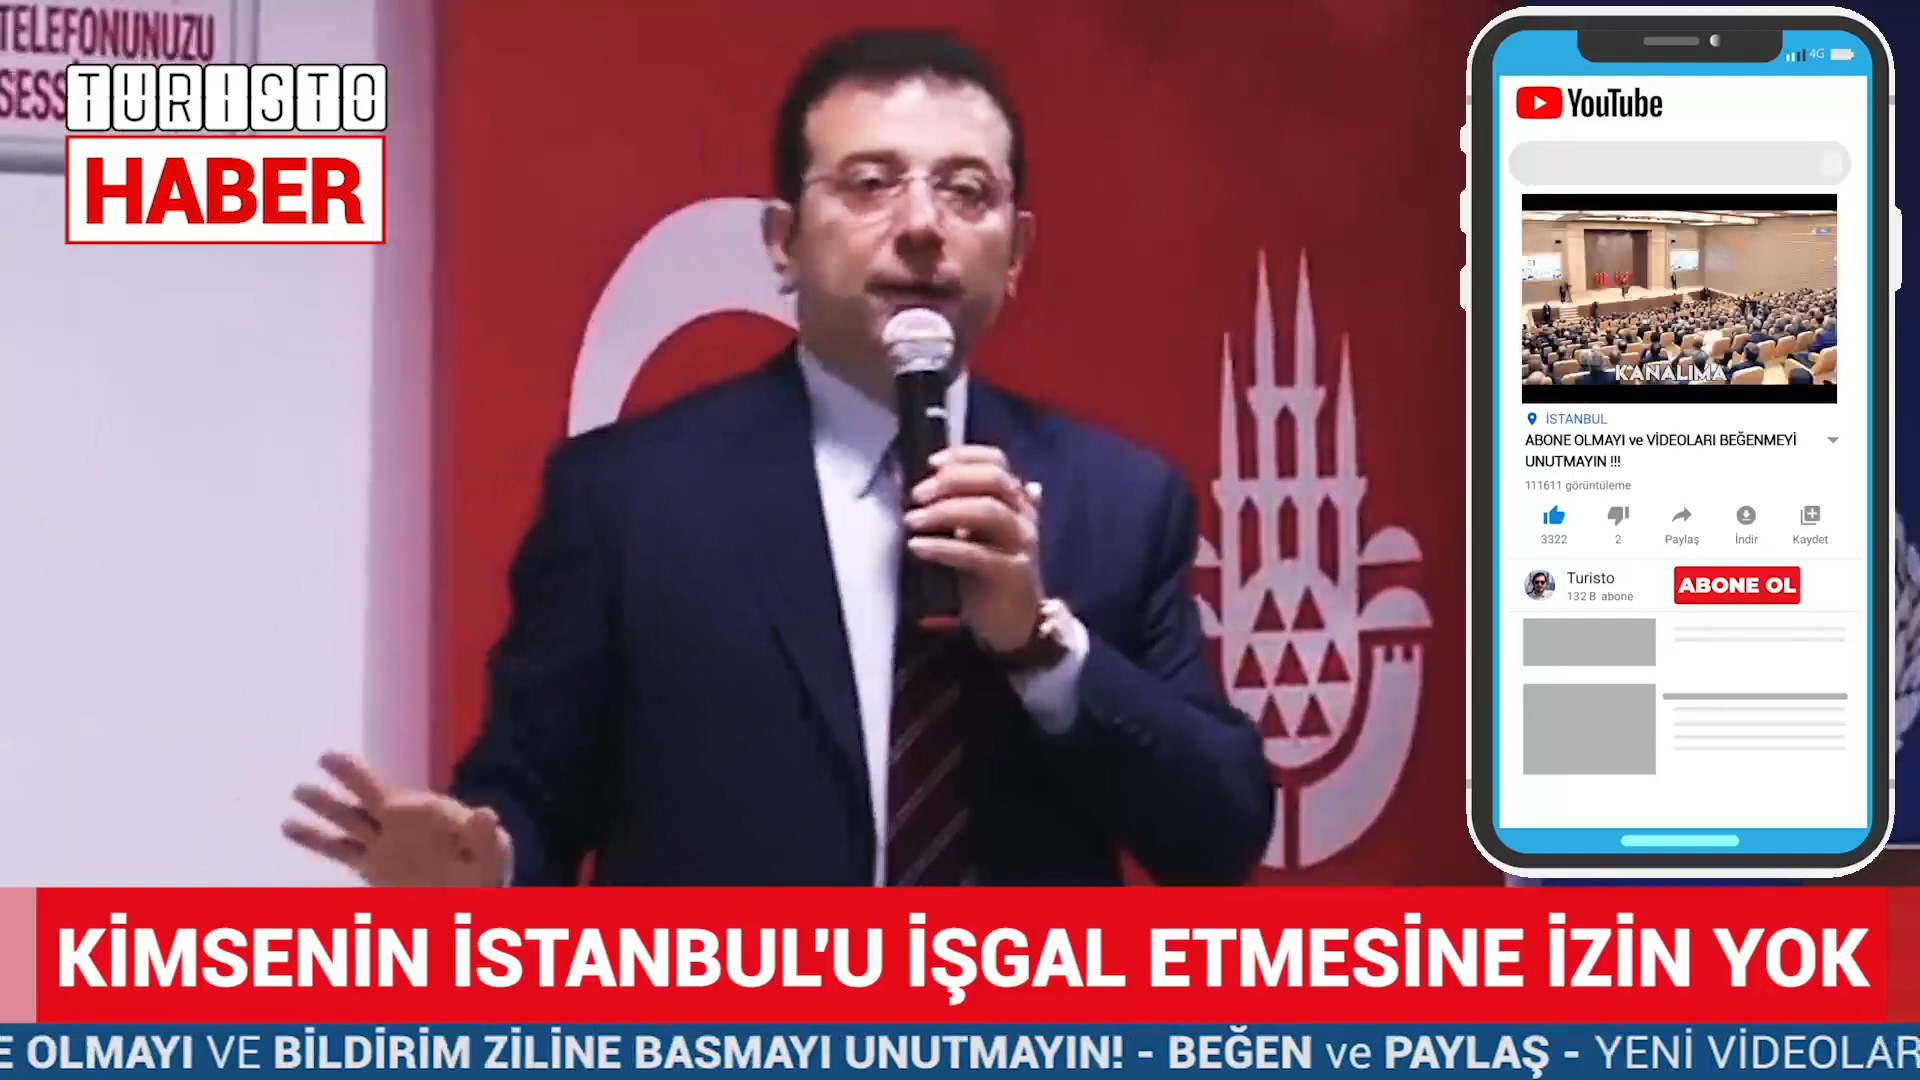 TELEFONUNUZU
SESS
TURISTO
HABER
4G
YouTube
KANALIMA
İSTANBUL
ABONE OLMAYI ve VİDEOLARI BEĞENMEYİ
UNUTMAYIN !!!
111611 görüntüleme
3322
2
Paylaş
İndir
Kaydet
Turisto
132 B abone
ABONE OL
KİMSENİN İSTANBUL'U İŞGAL ETMESİNE İZİN YOK
E OLMAYI VE BİLDİRİM ZİLİNE BASMAYI UNUTMAYIN! - BEĞEN ve PAYLAŞ - YENİ VİDEOLAR